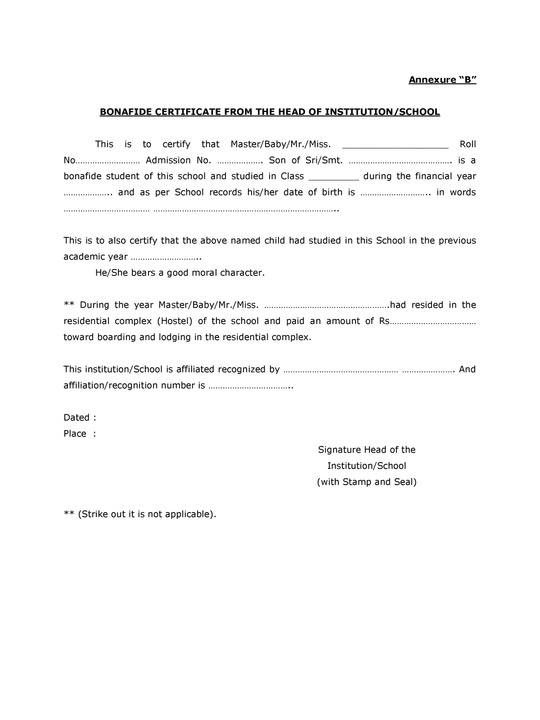 Annexure “B”
BONAFIDE CERTIFICATE FROM THE HEAD OF INSTITUTION/SCHOOL
This is to certify that Master/Baby/Mr./Miss. _____________________ Roll
No……………………… Admission No. ………………. Son of Sri/Smt. ……………………………………. is a
bonafide student of this school and studied in Class __________ during the financial year
……………….. and as per School records his/her date of birth is ……………………….. in words
……………………………… …………………………………………………………………..
This is to also certify that the above named child had studied in this School in the previous
academic year ………………………..
He/She bears a good moral character.
** During the year Master/Baby/Mr./Miss. …………………………………………….had resided in the
residential complex (Hostel) of the school and paid an amount of Rs………………………………
toward boarding and lodging in the residential complex.
This institution/School is affiliated recognized by ………………………………………… …………………. And
affiliation/recognition number is ……………………………..
Dated :
Place :
Signature Head of the
Institution/School
(with Stamp and Seal)
** (Strike out it is not applicable).